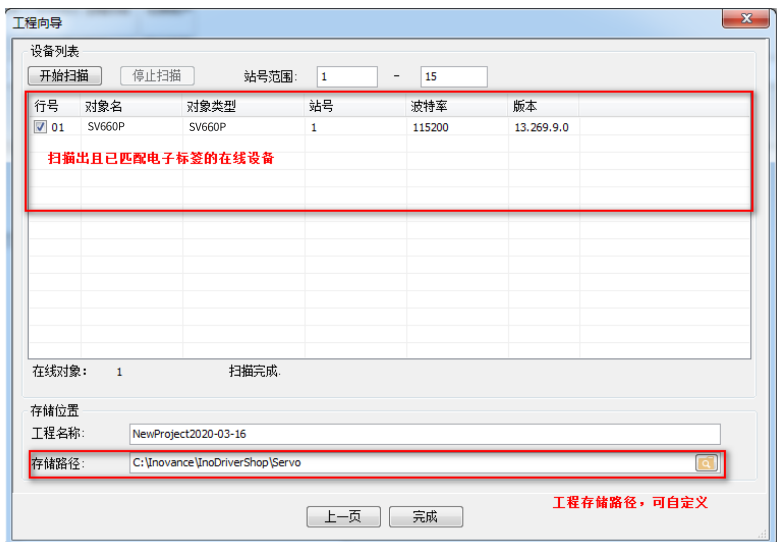 工程向导
设备列表
开始扫描 停止扫描 站号范围: 1 - 15
行号 对象名 对象类型 站号 波特率 版本
01 SV660P SV660P 1 115200 13.269.9.0
扫描出且已匹配电子标签的在线设备
在线对象: 1 扫描完成.
存储位置
工程名称: NewProject2020-03-16
存储路径: C:\Inovance\InoDriverShop\Servo
工程存储路径，可自定义
上一页 完成